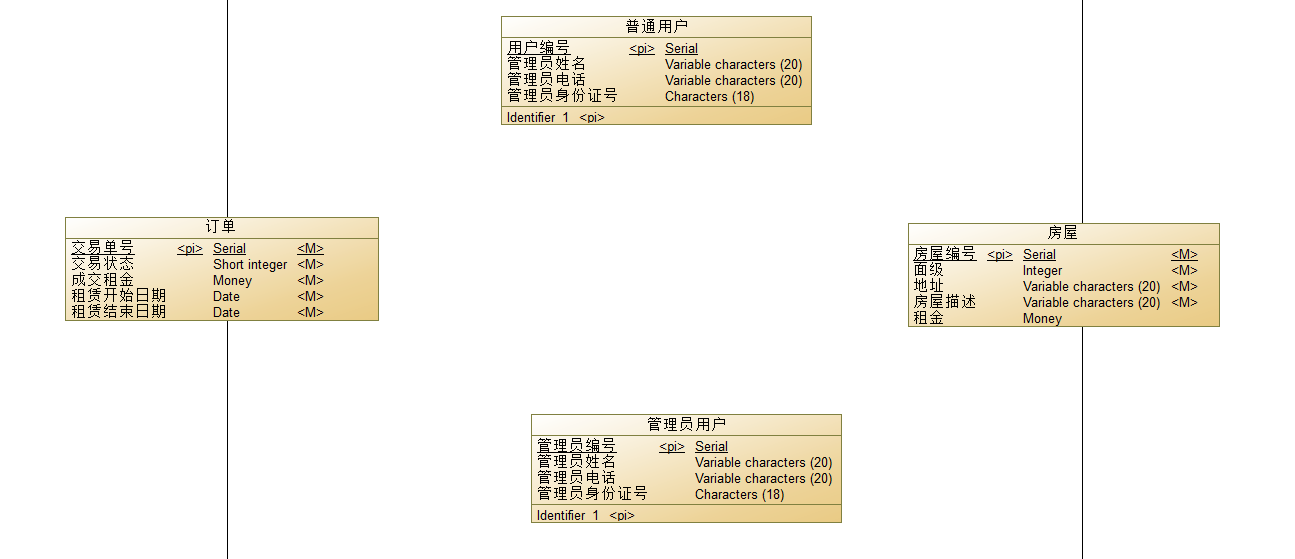 普通用户
用户编号 <pi> Serial
管理员姓名 Variable characters (20)
管理员电话 Variable characters (20)
管理员身份证号 Characters (18)
Identifier_1 <pi>
订单
交易单号 <pi> Serial <M>
交易状态 Short integer <M>
成交租金 Money <M>
租赁开始日期 Date <M>
租赁结束日期 Date <M>
房屋
房屋编号 <pi> Serial <M>
面级 Integer <M>
地址 Variable characters (20) <M>
房屋描述 Variable characters (20) <M>
租金 Money
管理员用户
管理员编号 <pi> Serial
管理员姓名 Variable characters (20)
管理员电话 Variable characters (20)
管理员身份证号 Characters (18)
Identifier_1 <pi>